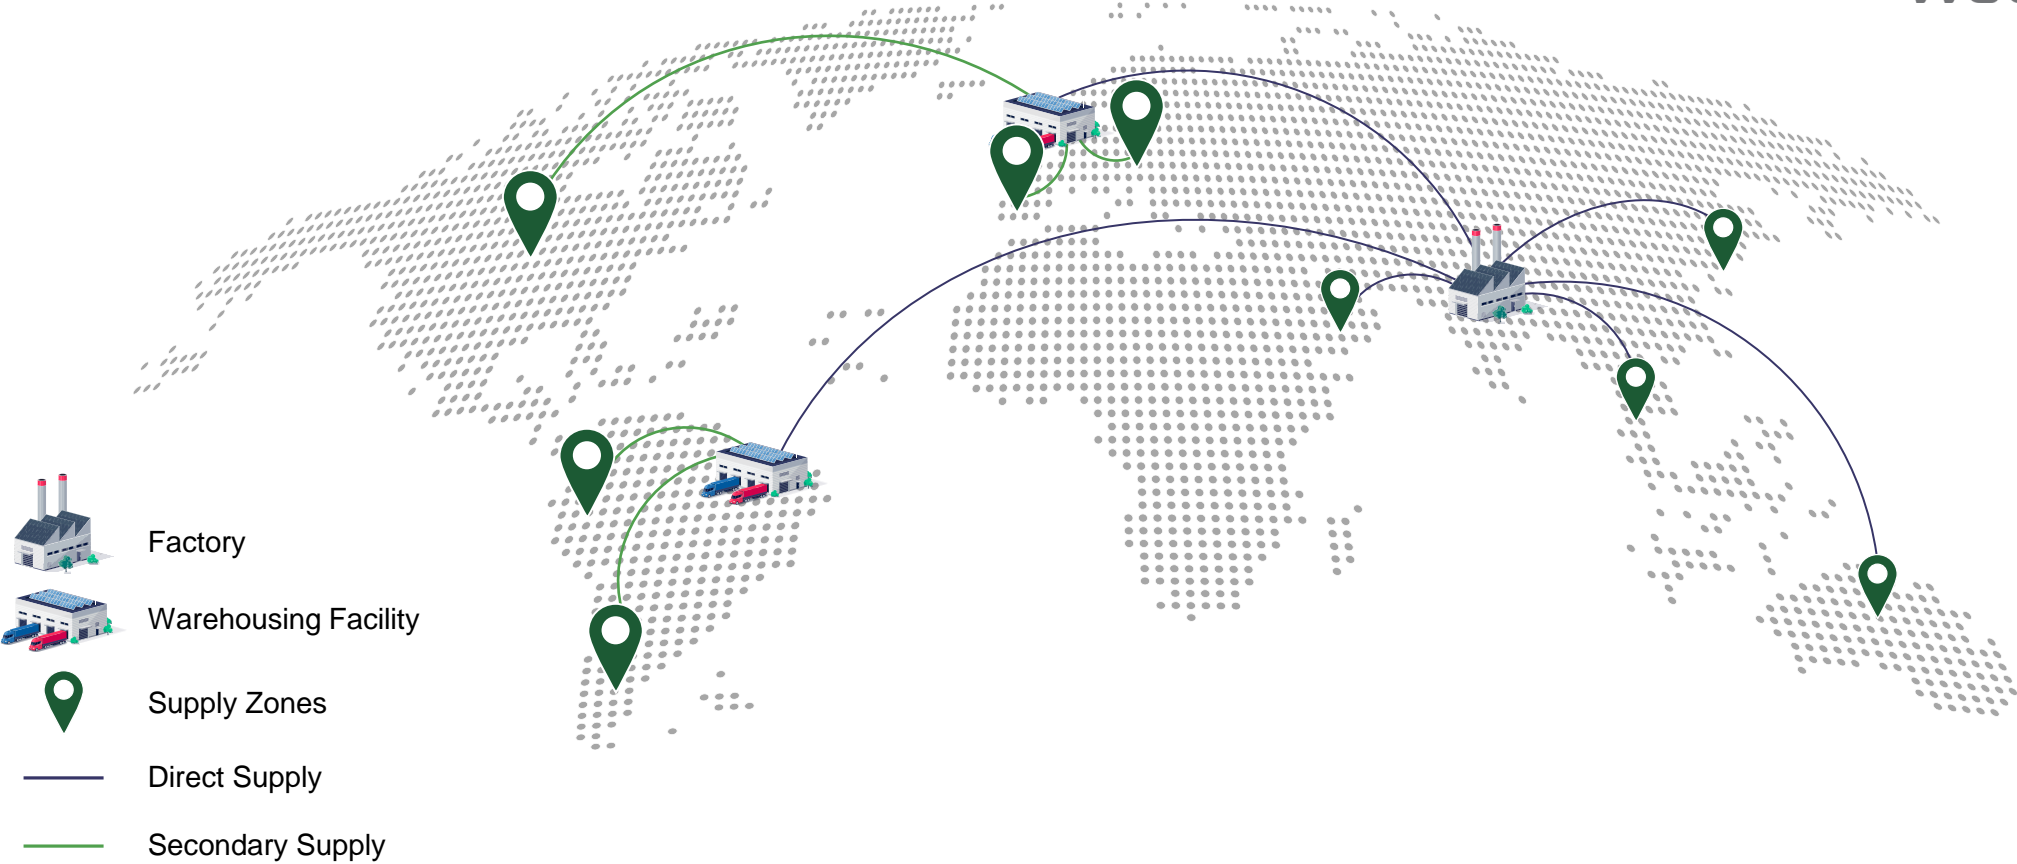 Factory
Warehousing Facility
Supply Zones
Direct Supply
Secondary Supply